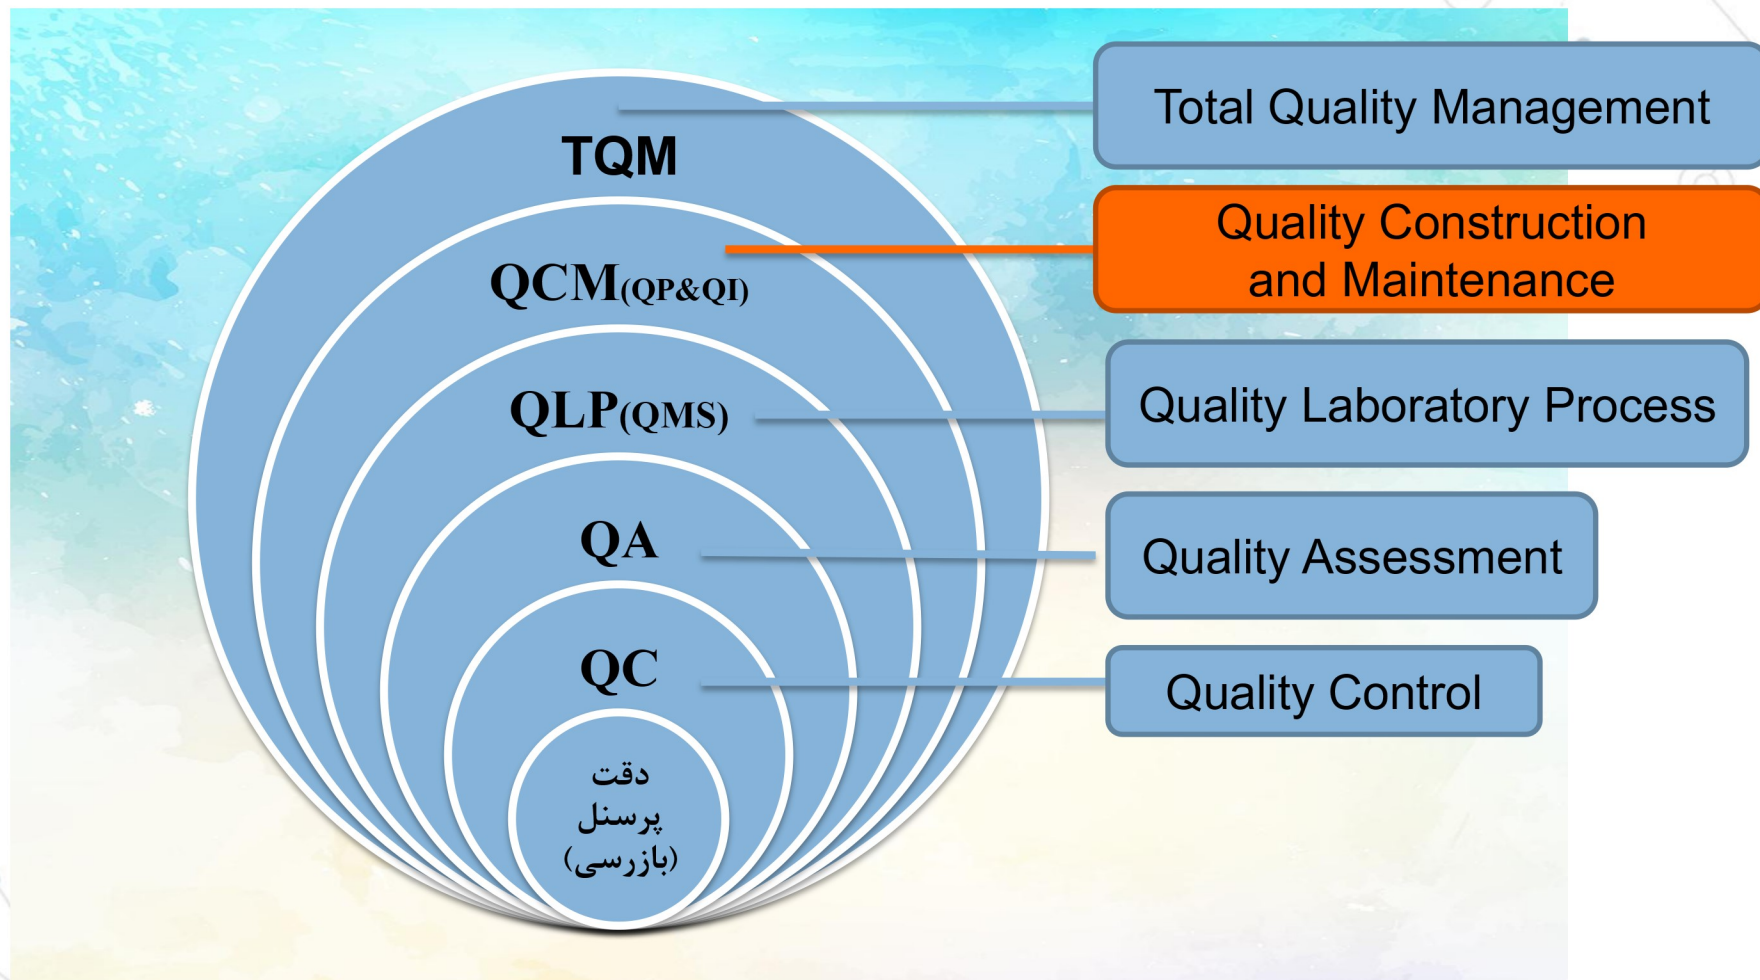 TQM
QCM(QP&QI)
QLP(QMS)
QA
QC
دقت
پرسنل
(بازرسی)
Total Quality Management
Quality Construction
and Maintenance
Quality Laboratory Process
Quality Assessment
Quality Control